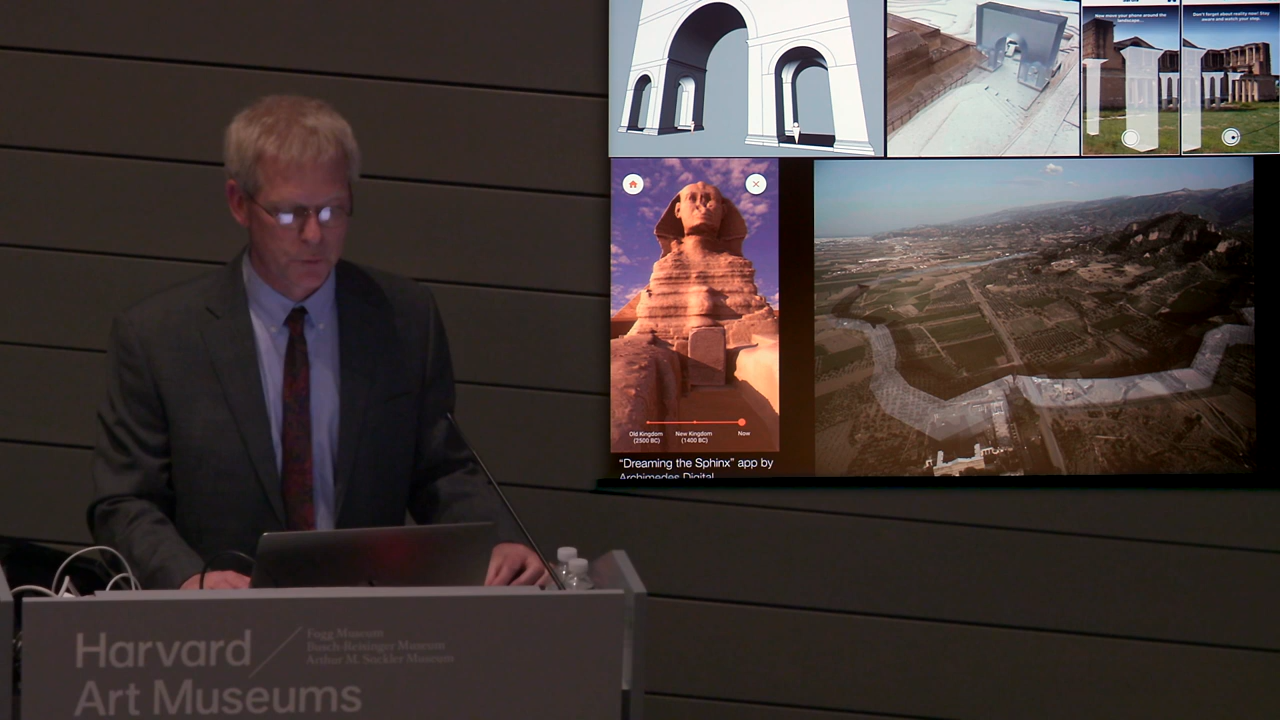 Now move your phone around the
landscape...
Don't forget about reality now! Stay
aware and watch your step.
Old Kingdom
(2500 BC)
New Kingdom
(1400 BC)
Now
"Dreaming the Sphinx" app by
Archimedes Digital
Harvard
Art Museums
Fogg Museum
Busch-Reisinger Museum
Arthur M. Sackler Museum